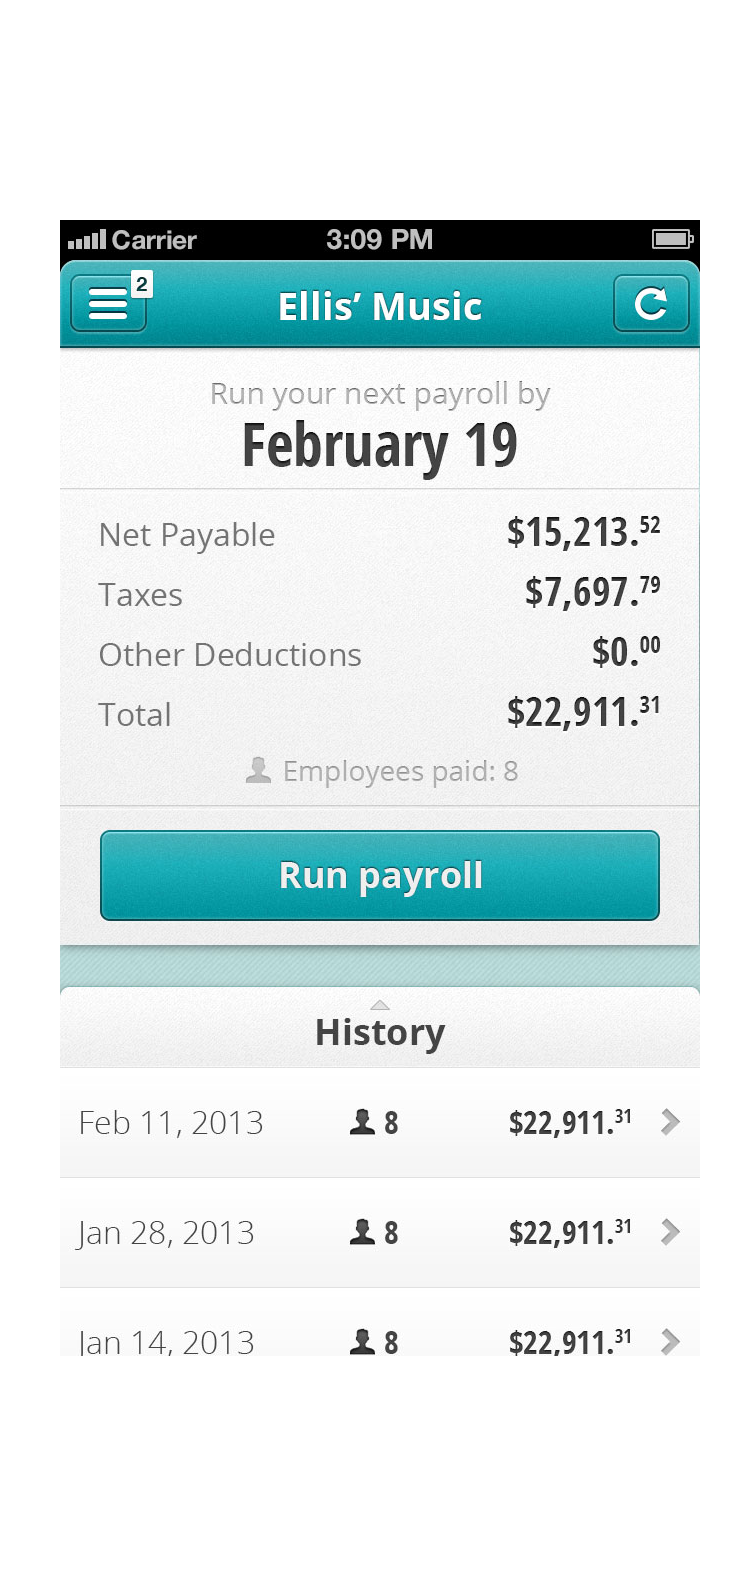 Carrier 3:09 PM
2
Ellis’ Music
Run your next payroll by
February 19
Net Payable $15,213.52
Taxes $7,697.79
Other Deductions $0.00
Total $22,911.31
Employees paid: 8
Run payroll
History
Feb 11, 2013 8 $22,911.31
Jan 28, 2013 8 $22,911.31
Jan 14, 2013 8 $22,911.31